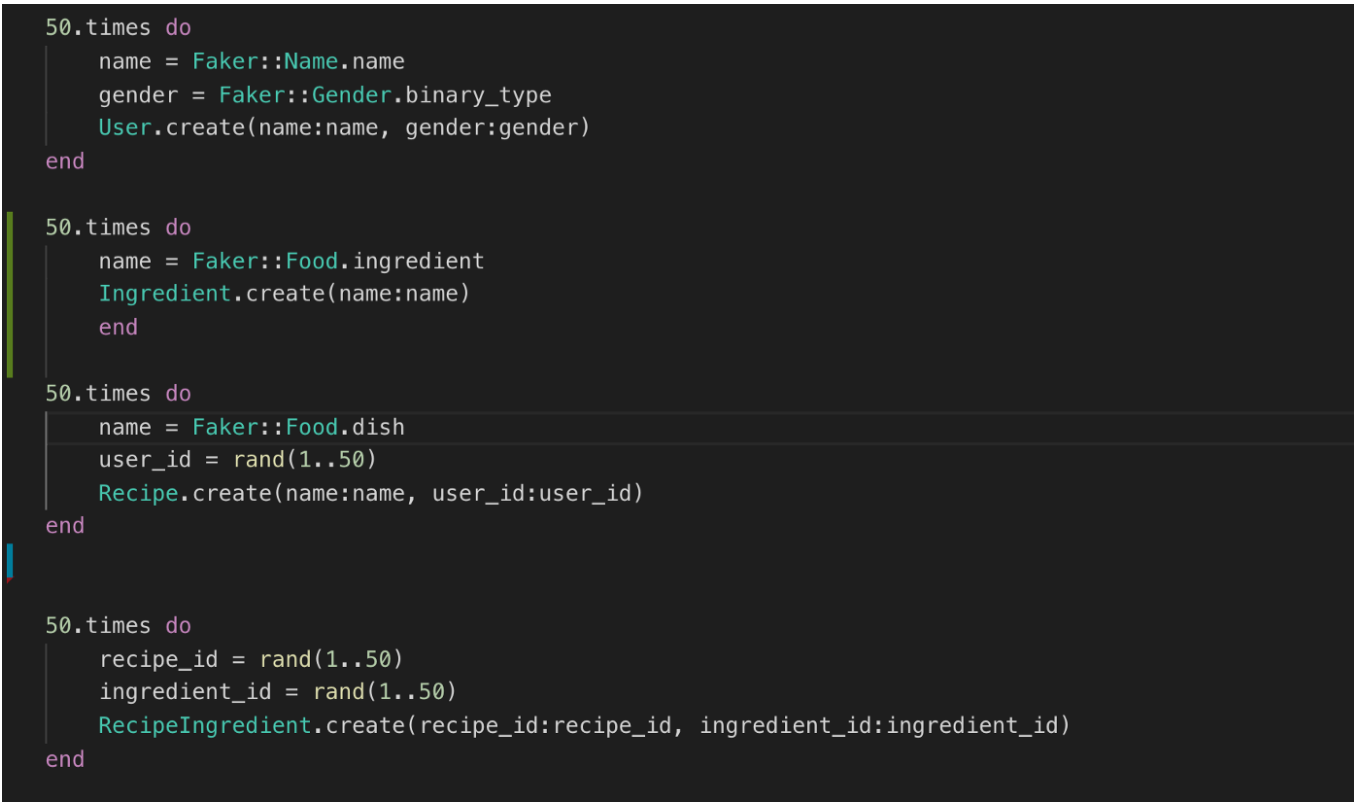 50.times do
    name = Faker::Name.name
    gender = Faker::Gender.binary_type
    User.create(name:name, gender:gender)
end
50.times do
    name = Faker::Food.ingredient
    Ingredient.create(name:name)
    end
50.times do
    name = Faker::Food.dish
    user_id = rand(1..50)
    Recipe.create(name:name, user_id:user_id)
end
50.times do
    recipe_id = rand(1..50)
    ingredient_id = rand(1..50)
    RecipeIngredient.create(recipe_id:recipe_id, ingredient_id:ingredient_id)
end